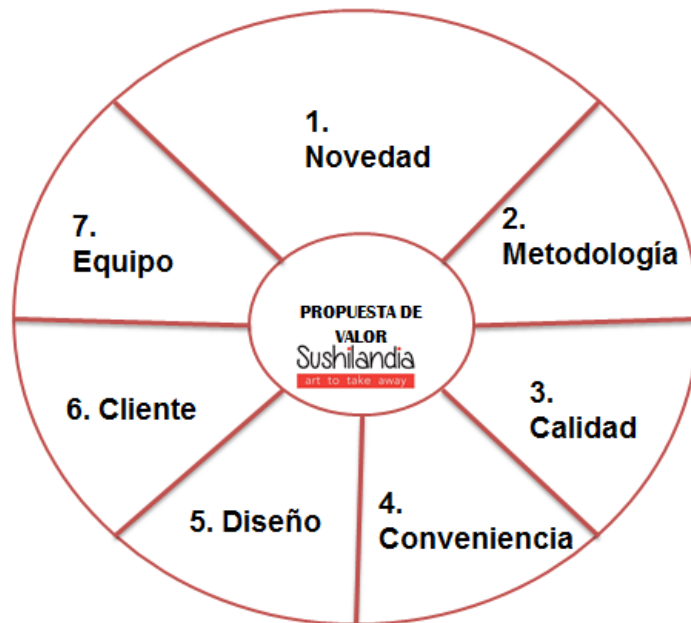 1.
Novedad
2.
Metodología
3.
Calidad
4.
Conveniencia
5. Diseño
6. Cliente
7.
Equipo
PROPUESTA DE
VALOR
Sushilandia
art to take away